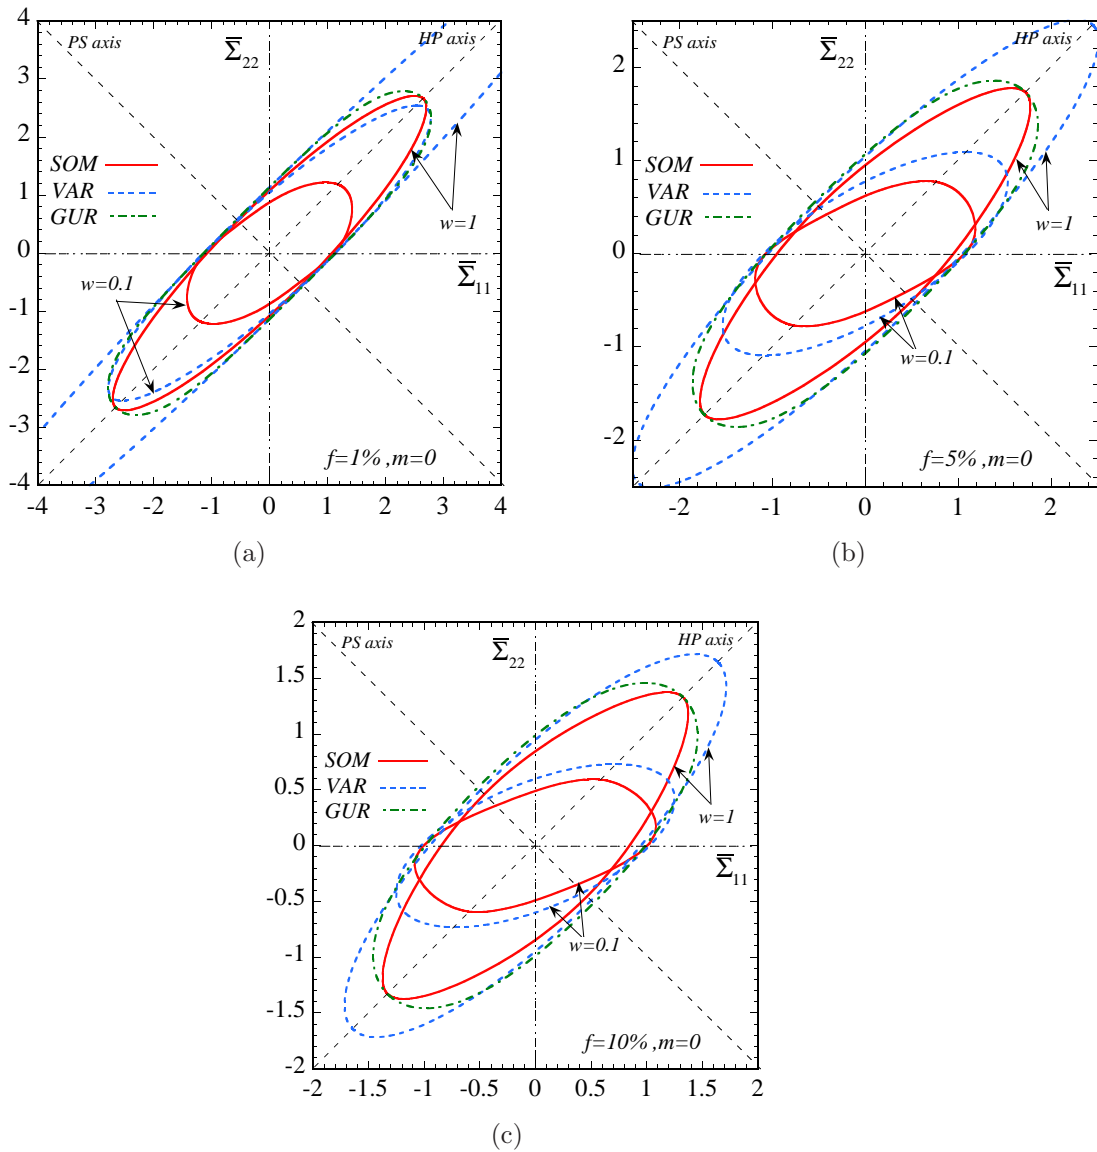 4
3
2
1
0
-1
-2
-3
-4
-4 -3 -2 -1 0 1 2 3 4
PS axis
HP axis
Σ̅22
Σ̅11
SOM
VAR
GUR
w=1
w=0.1
f=1% ,m=0
(a)
2
1
0
-1
-2
-2 -1 0 1 2
PS axis
HP axis
Σ̅22
Σ̅11
SOM
VAR
GUR
w=1
w=0.1
f=5% ,m=0
(b)
2
1.5
1
0.5
0
-0.5
-1
-1.5
-2
-2 -1.5 -1 -0.5 0 0.5 1 1.5 2
PS axis
HP axis
Σ̅22
Σ̅11
SOM
VAR
GUR
w=1
w=0.1
f=10% ,m=0
(c)